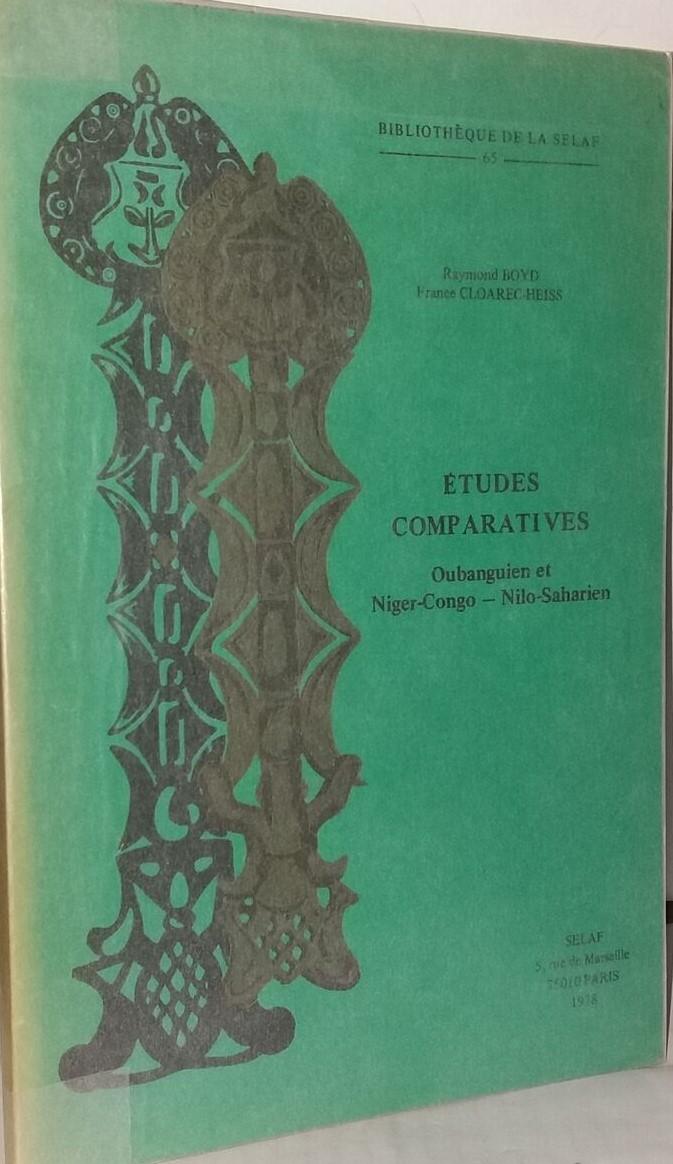 BIBLIOTHÈQUE DE LA SELAF
65
Raymond BOYD
France CLOAREC-HEISS
ÉTUDES
COMPARATIVES
Oubanguien et
Niger-Congo – Nilo-Saharien
SELAF
5, rue de Marseille
75010 PARIS
1978